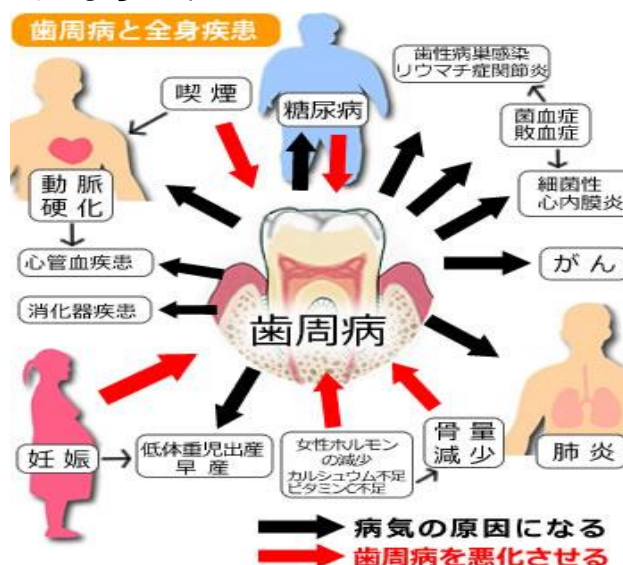 歯周病と全身疾患
喫煙
糖尿病
歯性病巣感染
リウマチ症関節炎
菌血症
敗血症
動脈
硬化
細菌性
心内膜炎
心管血疾患
がん
消化器疾患
歯周病
妊娠
低体重児出産
早産
女性ホルモン
の減少
カルシュウム不足
ビタミンC不足
骨量
減少
肺炎
病気の原因になる
歯周病を悪化させる